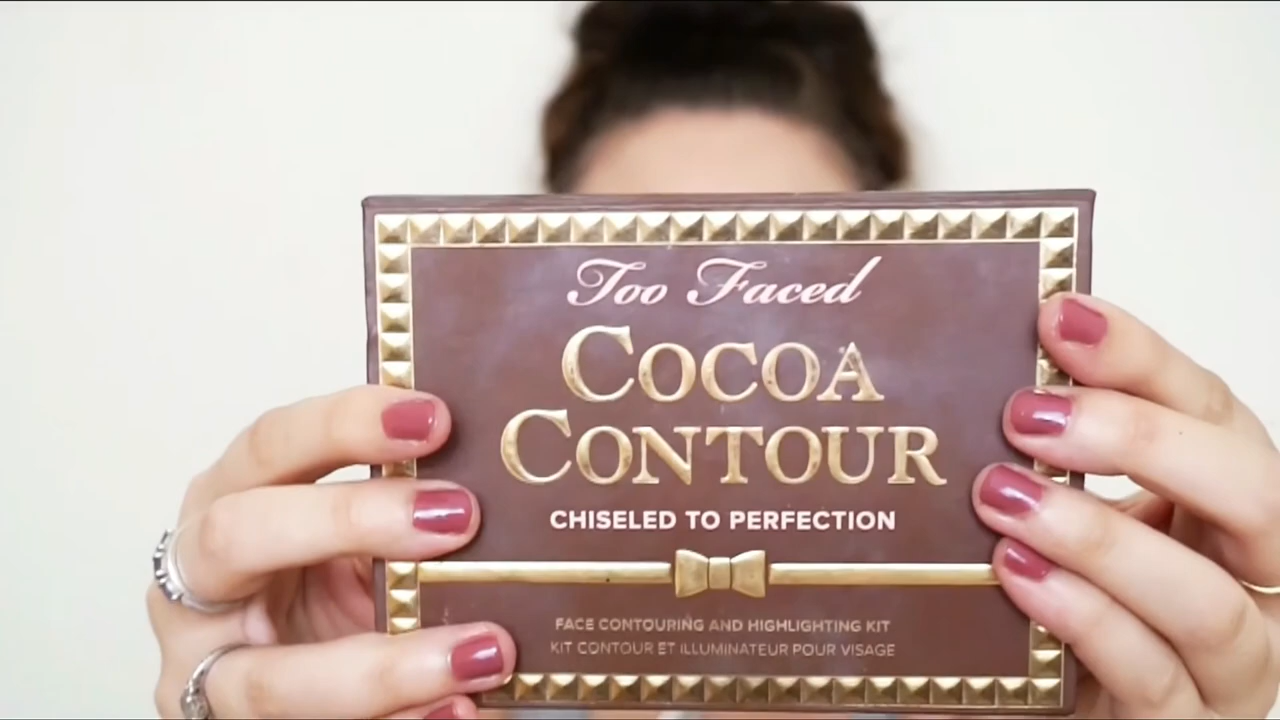 Too Faced
COCOA
CONTOUR
CHISELED TO PERFECTION
FACE CONTOURING AND HIGHLIGHTING KIT
KIT CONTOUR ET ILLUMINATEUR POUR VISAGE